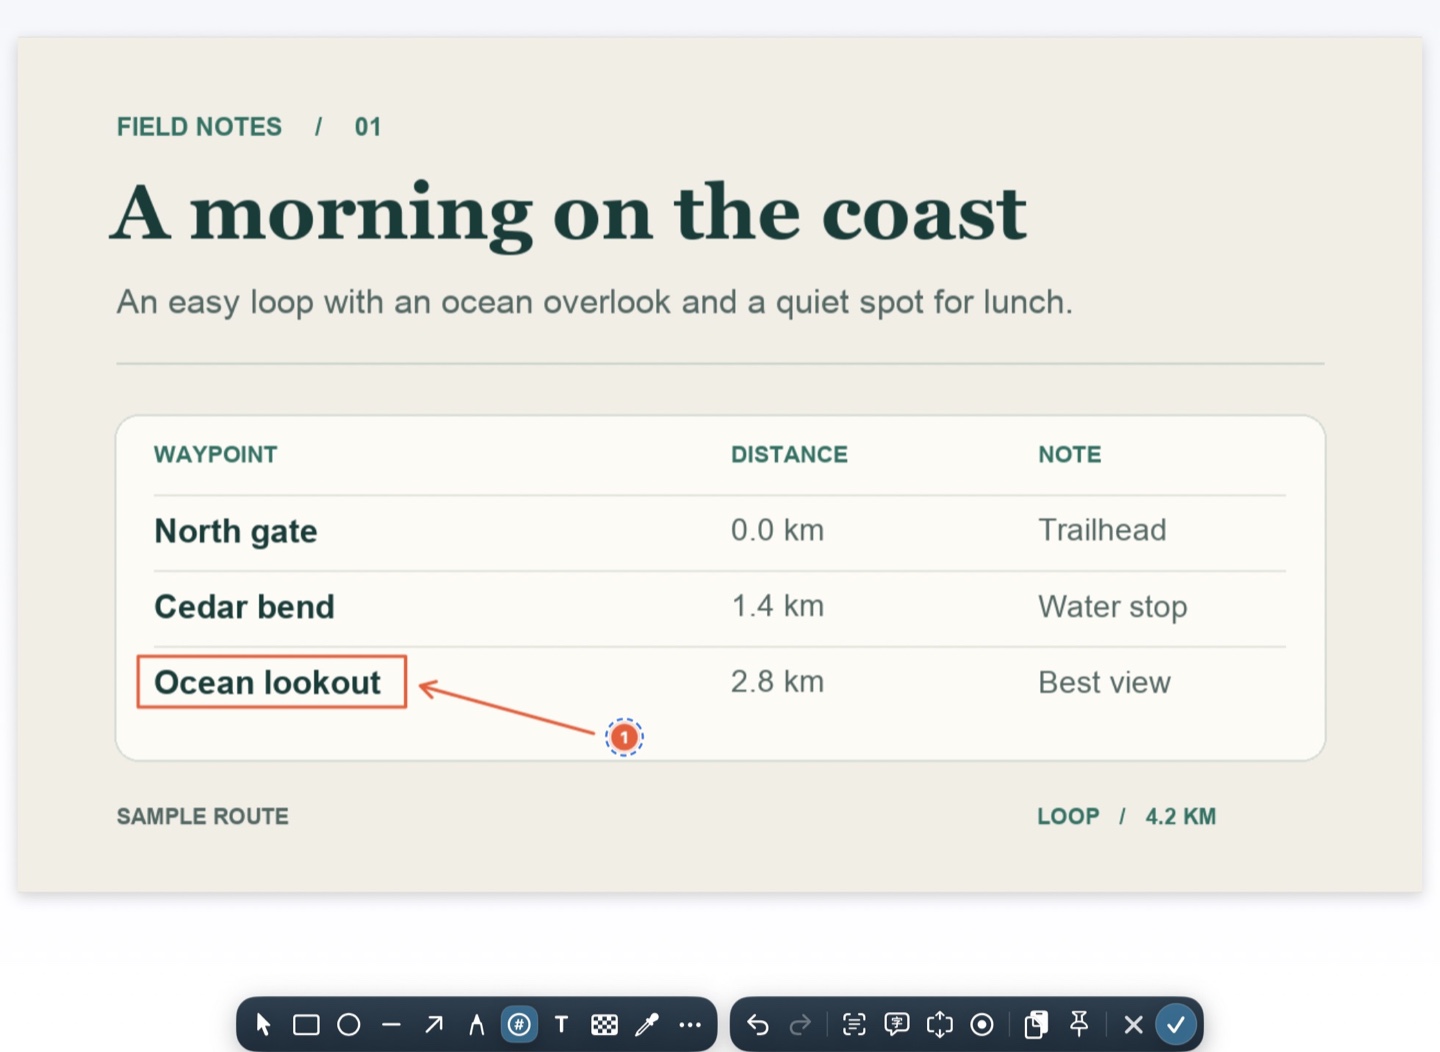 FIELD NOTES / 01
A morning on the coast
An easy loop with an ocean overlook and a quiet spot for lunch.
WAYPOINT DISTANCE NOTE
North gate 0.0 km Trailhead
Cedar bend 1.4 km Water stop
Ocean lookout 2.8 km Best view
1
SAMPLE ROUTE LOOP / 4.2 KM
# T 字